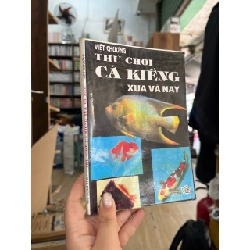 VIỆT CHƯƠNG
THÚ CHƠI
CÁ KIỂNG
XƯA VÀ NAY